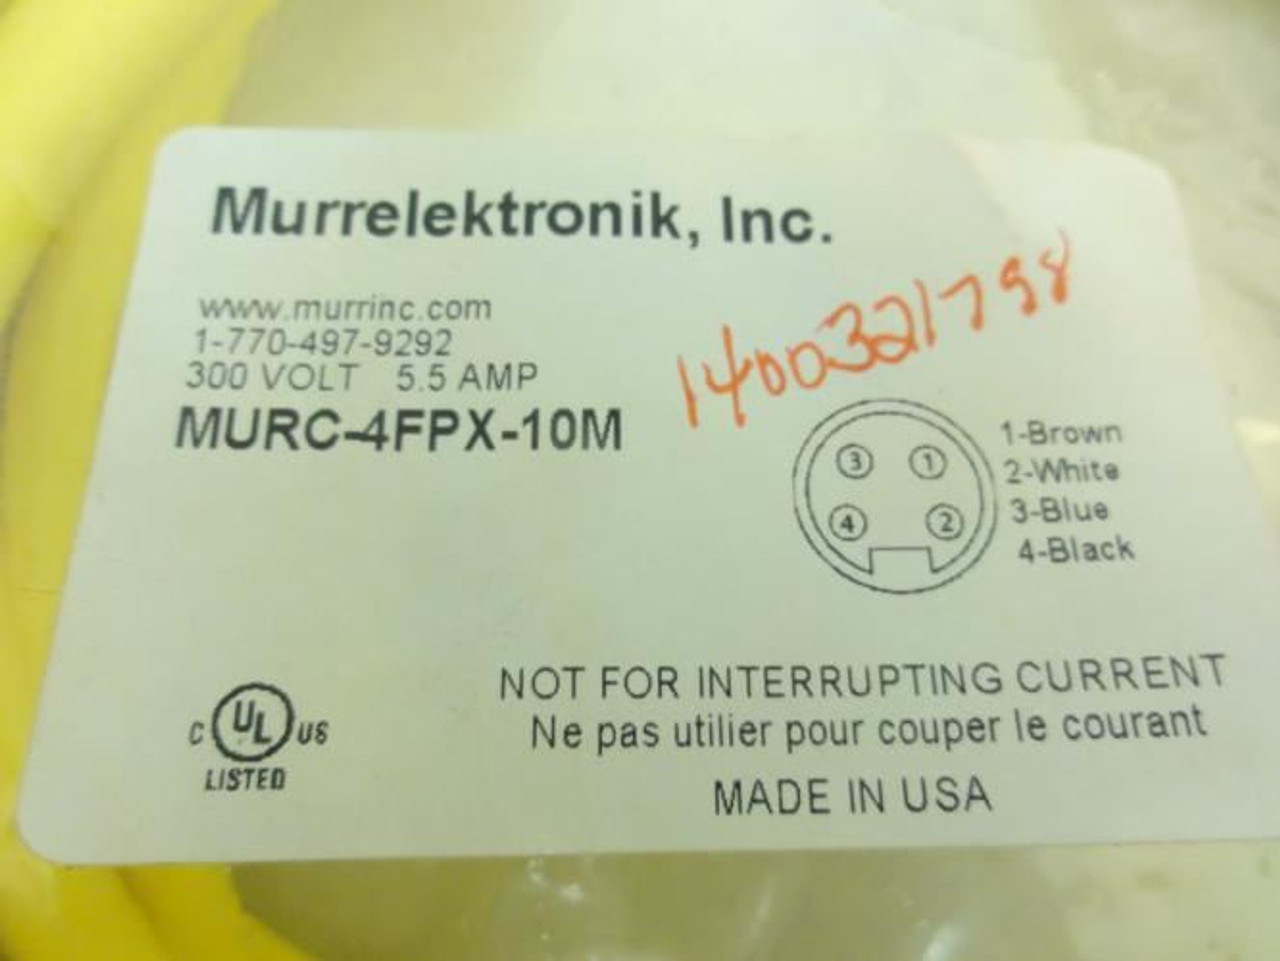 Murrelektronik, Inc.
www.murrinc.com
1-770-497-9292
300 VOLT 5.5 AMP
MURC-4FPX-10M
1400321798
3 1
4 2
1-Brown
2-White
3-Blue
4-Black
C UL US
LISTED
NOT FOR INTERRUPTING CURRENT
Ne pas utilier pour couper le courant
MADE IN USA